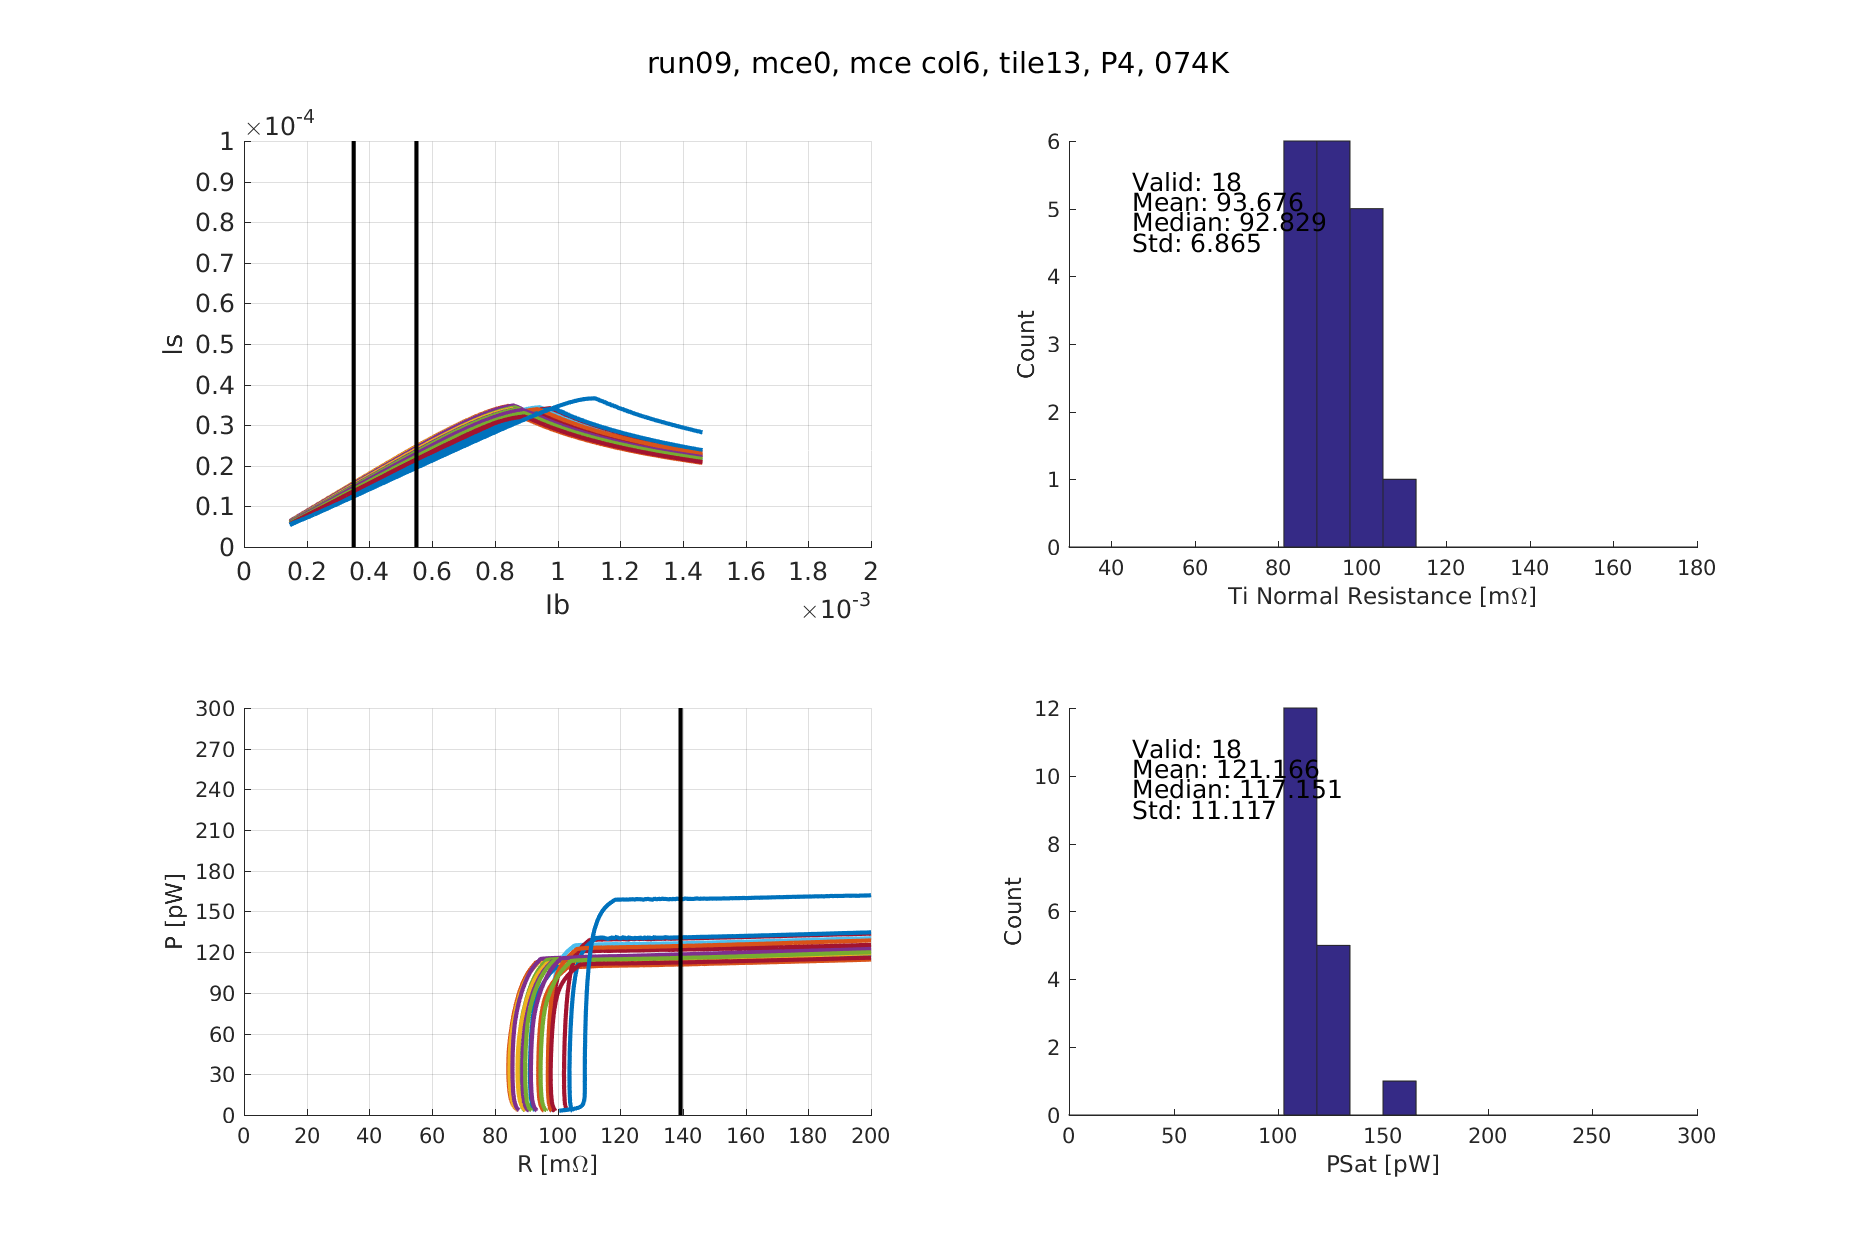 run09, mce0, mce col6, tile13, P4, 074K
×10-4
1
0.9
0.8
0.7
0.6
0.5
0.4
0.3
0.2
0.1
0
Is
0 0.2 0.4 0.6 0.8 1 1.2 1.4 1.6 1.8 2
Ib
×10-3
6
5
4
3
2
1
0
Count
Valid: 18
Mean: 93.676
Median: 92.829
Std: 6.865
40 60 80 100 120 140 160 180
Ti Normal Resistance [mΩ]
300
270
240
210
180
150
120
90
60
30
0
P [pW]
0 20 40 60 80 100 120 140 160 180 200
R [mΩ]
12
10
8
6
4
2
0
Count
Valid: 18
Mean: 121.166
Median: 117.151
Std: 11.117
0 50 100 150 200 250 300
PSat [pW]